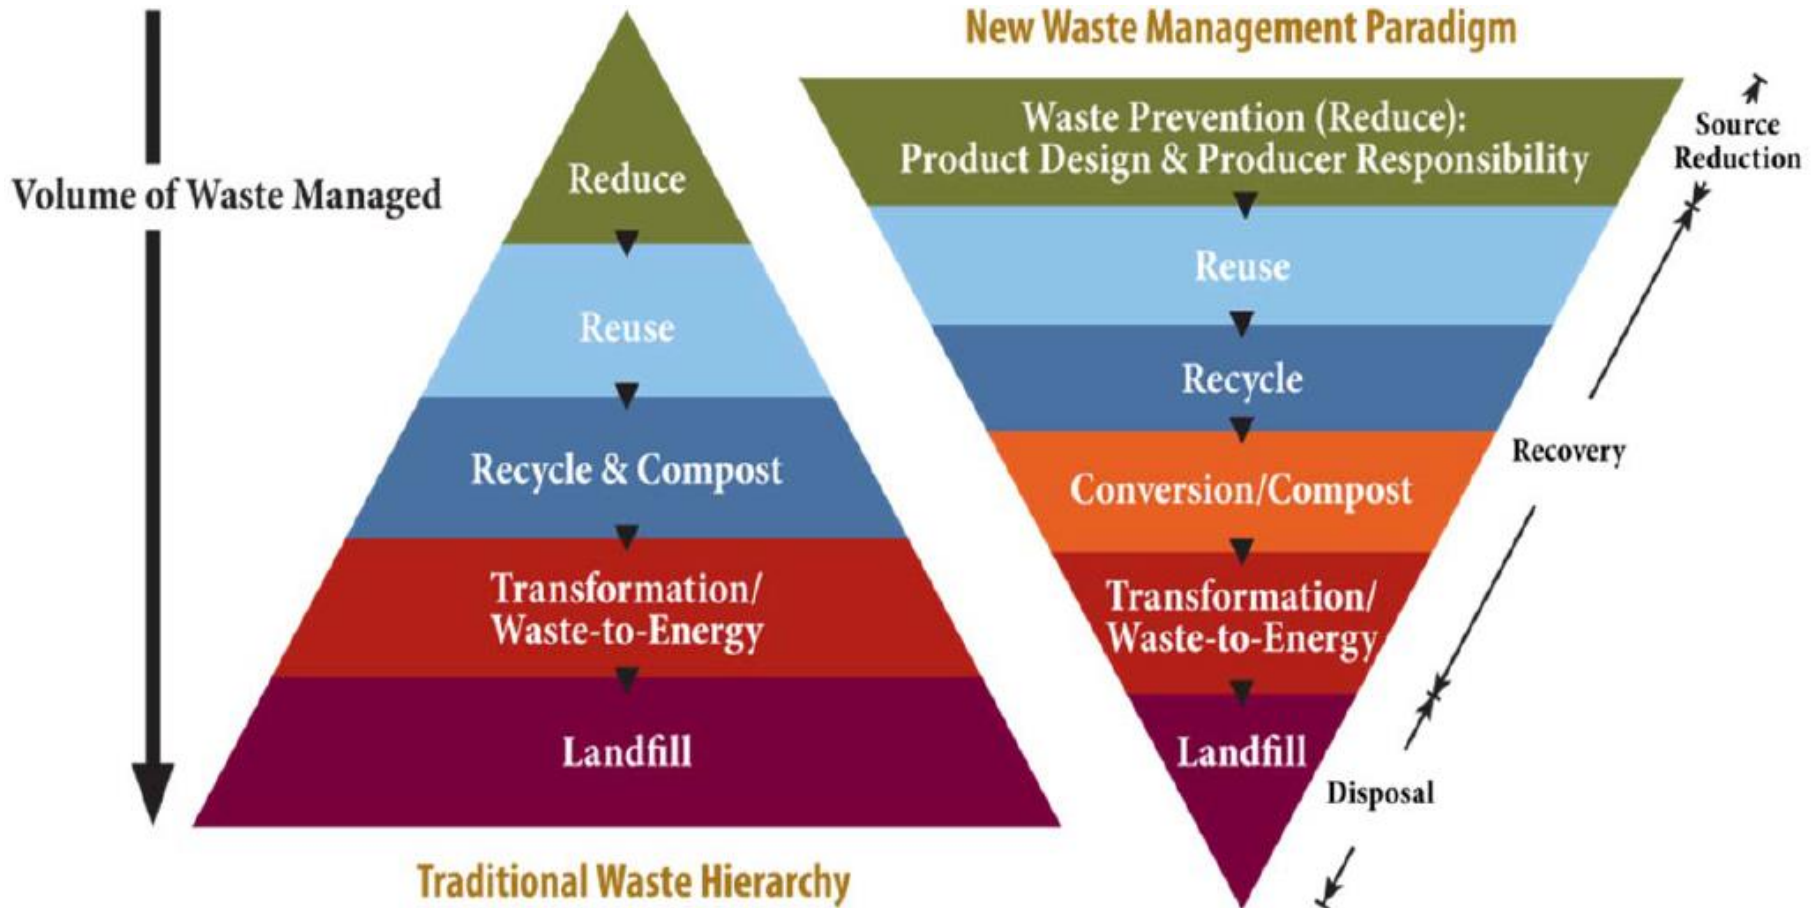 Volume of Waste Managed
Reduce
Reuse
Recycle & Compost
Transformation/
Waste-to-Energy
Landfill
Traditional Waste Hierarchy
New Waste Management Paradigm
Waste Prevention (Reduce):
Product Design & Producer Responsibility
Reuse
Recycle
Conversion/Compost
Transformation/
Waste-to-Energy
Landfill
Source
Reduction
Recovery
Disposal